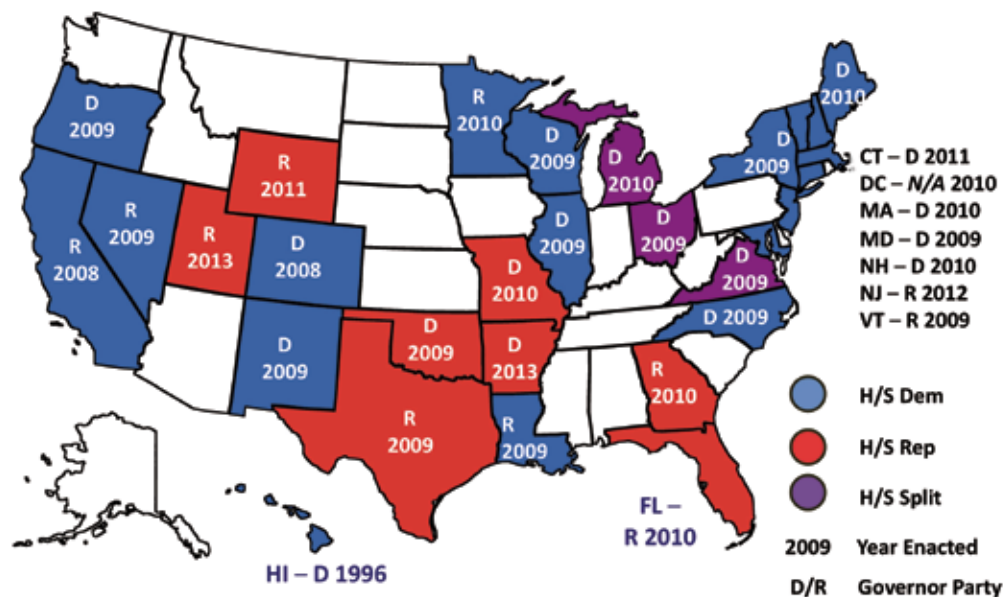 D
2009
R
2008
R
2009
R
2013
R
2011
D
2008
D
2009
R
2010
D
2009
D
2009
D
2010
D
2009
D
2009
D 2009
D
2010
D
2009
D
2013
R
2009
R
2009
R
2010
D
2009
D
2010
CT – D 2011
DC – N/A 2010
MA – D 2010
MD – D 2009
NH – D 2010
NJ – R 2012
VT – R 2009
H/S Dem
H/S Rep
H/S Split
2009 Year Enacted
D/R Governor Party
FL –
R 2010
HI – D 1996